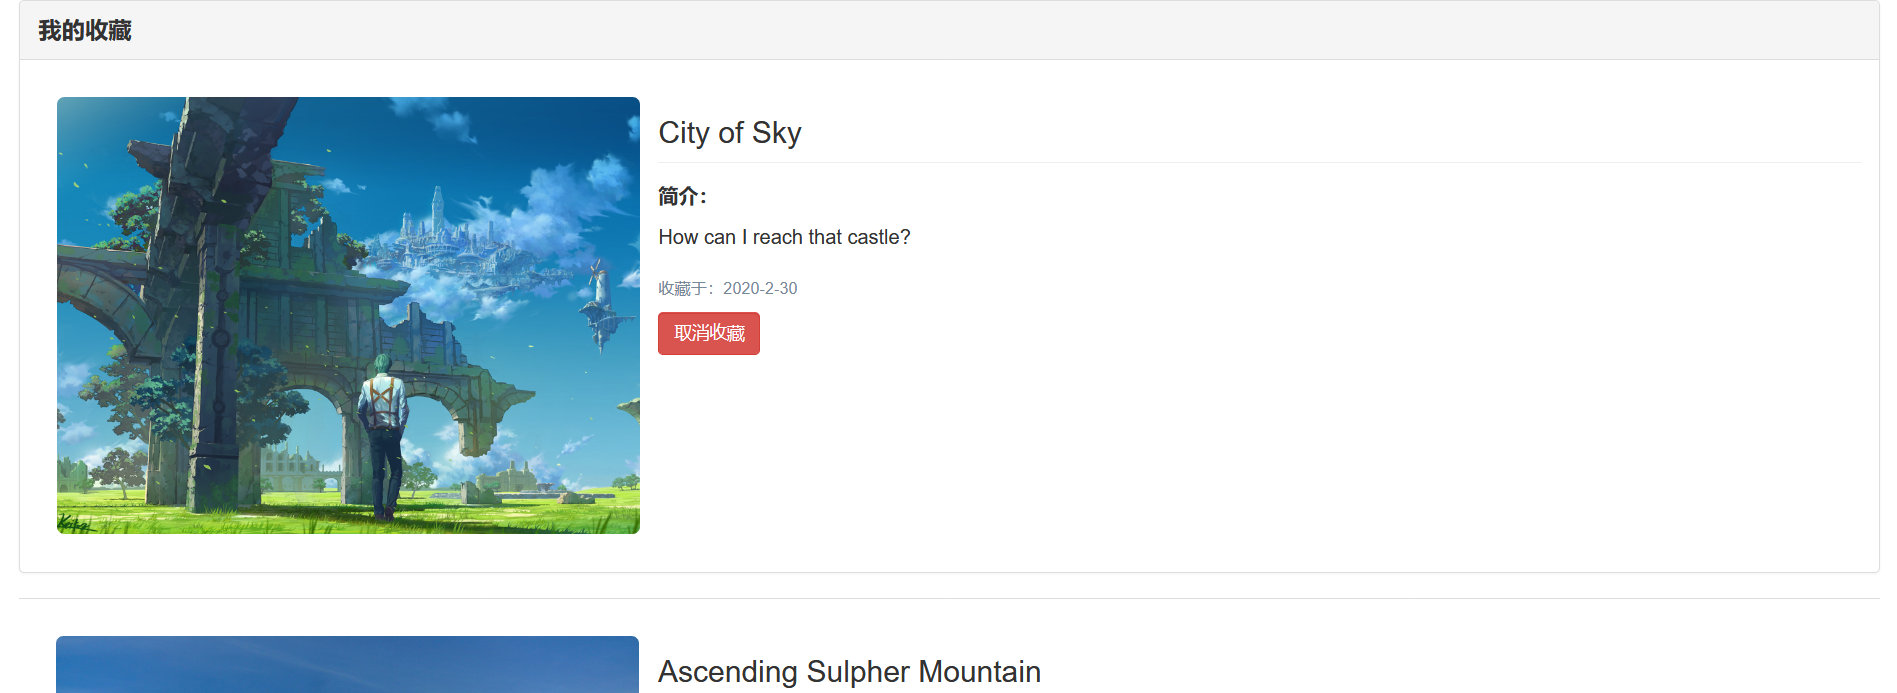 我的收藏
City of Sky
简介：
How can I reach that castle?
收藏于：2020-2-30
取消收藏
Ascending Sulpher Mountain